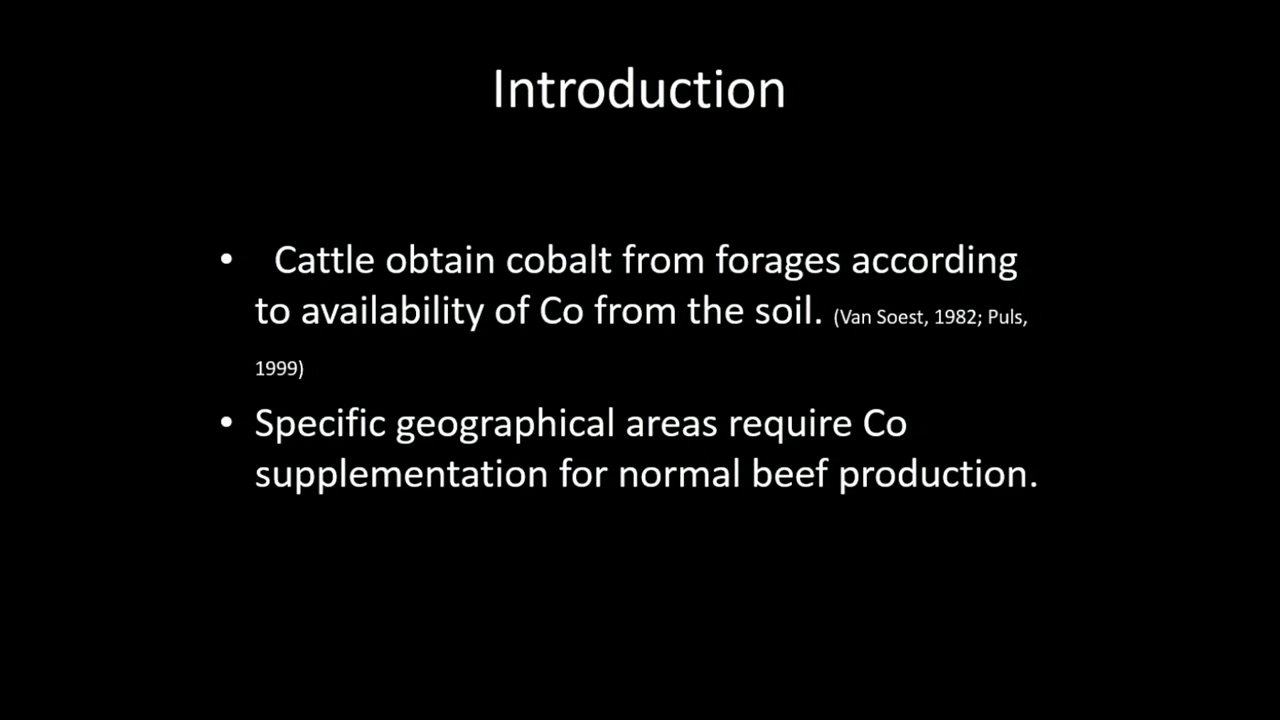 Introduction
• Cattle obtain cobalt from forages according
to availability of Co from the soil. (Van Soest, 1982; Puls,
1999)
• Specific geographical areas require Co
supplementation for normal beef production.